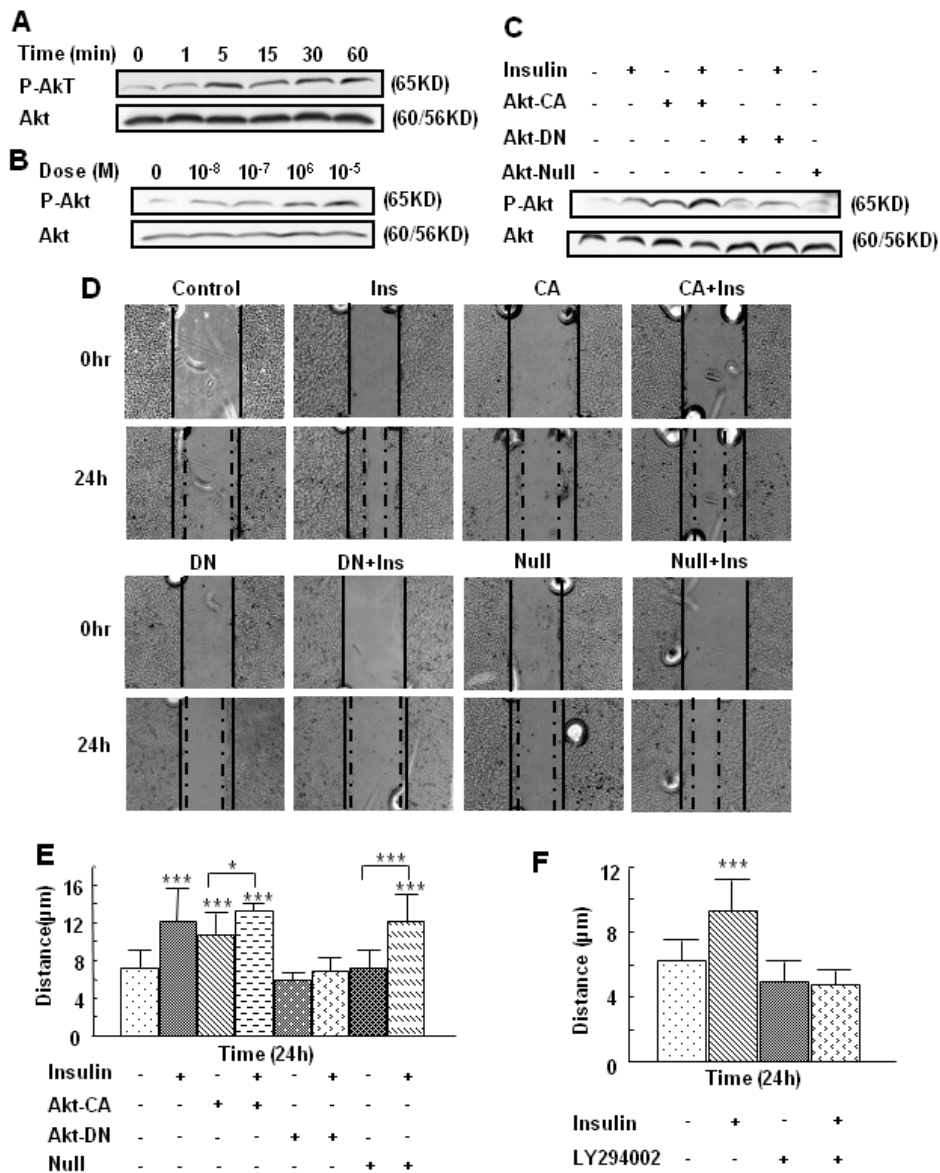 A
Time (min) 0 1 5 15 30 60
P-AkT (65KD)
Akt (60/56KD)
B
Dose (M) 0 10⁻⁸ 10⁻⁷ 10⁶ 10⁻⁵
P-Akt (65KD)
Akt (60/56KD)
C
Insulin - + - + - + -
Akt-CA - - + + - - -
Akt-DN - - - - + + -
Akt-Null - - - - - - +
P-Akt (65KD)
Akt (60/56KD)
D
Control Ins CA CA+Ins
0hr
24h
DN DN+Ins Null Null+Ins
0hr
24h
E
Distance(µm)
16
12
8
4
0
*** *** * *** *** ***
Time (24h)
Insulin - + - + - + - +
Akt-CA - - + + - - - -
Akt-DN - - - - + + - -
Null - - - - - - + +
F
Distance (µm)
12
8
4
0
***
Time (24h)
Insulin - + - +
LY294002 - - + +